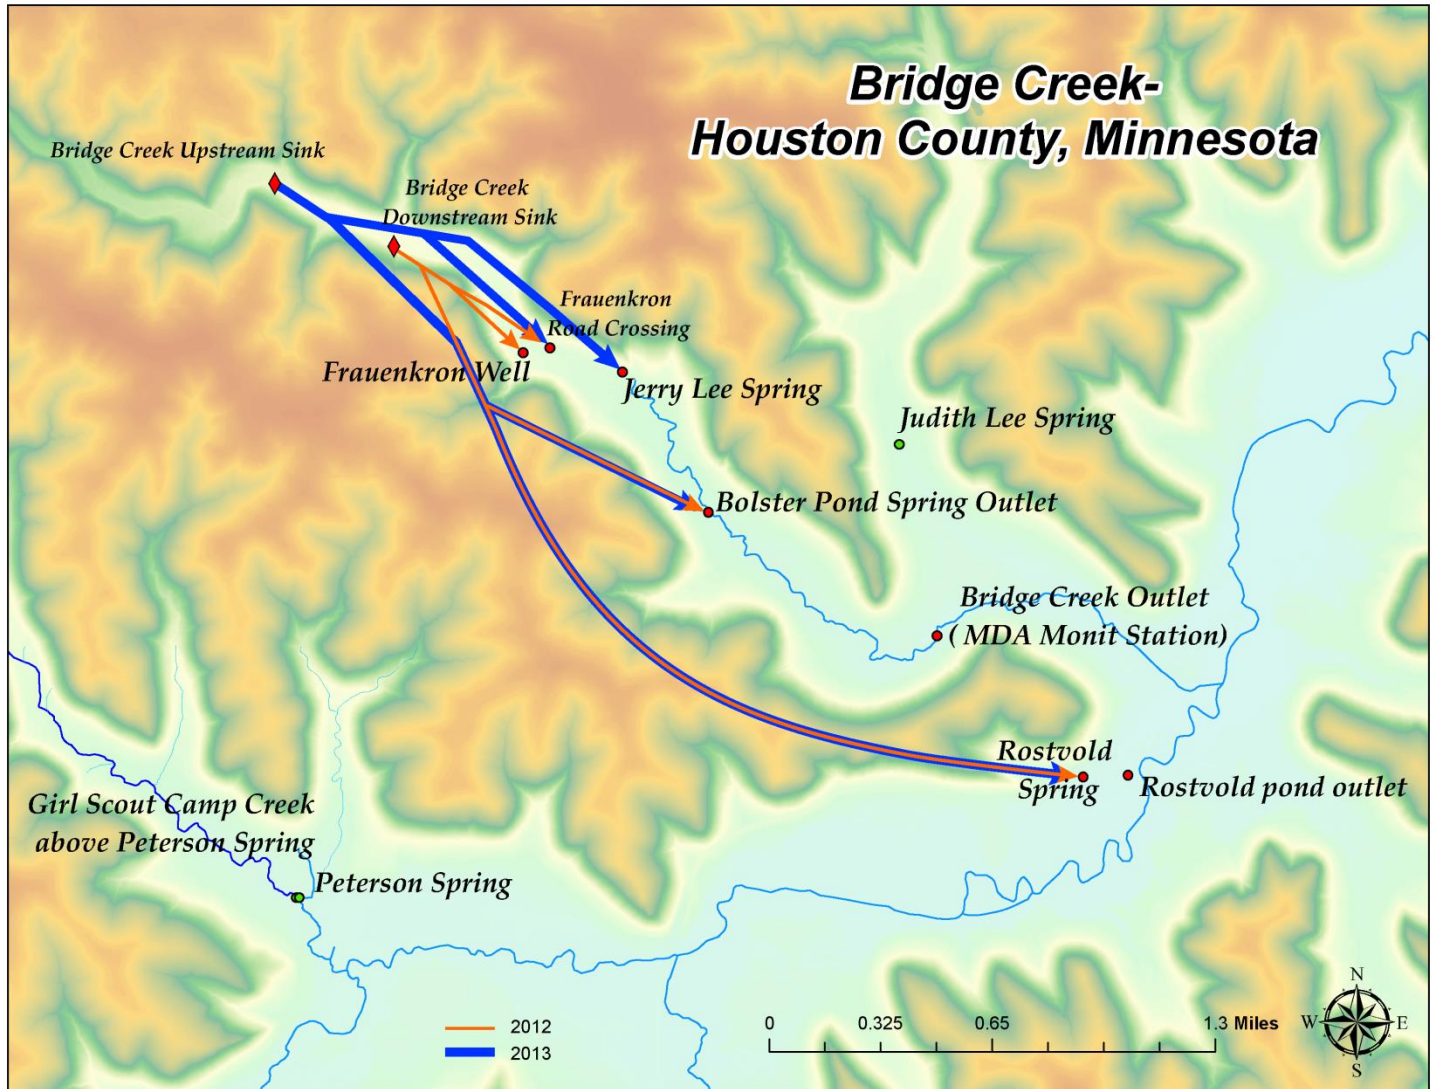 Bridge Creek-
Houston County, Minnesota
Bridge Creek Upstream Sink
Bridge Creek
Downstream Sink
Frauenkron
Road Crossing
Frauenkron Well
Jerry Lee Spring
Judith Lee Spring
Bolster Pond Spring Outlet
Bridge Creek Outlet
( MDA Monit Station)
Rostvold
Spring
Rostvold pond outlet
Girl Scout Camp Creek
above Peterson Spring
Peterson Spring
2012
2013
0 0.325 0.65 1.3 Miles
N
W E
S